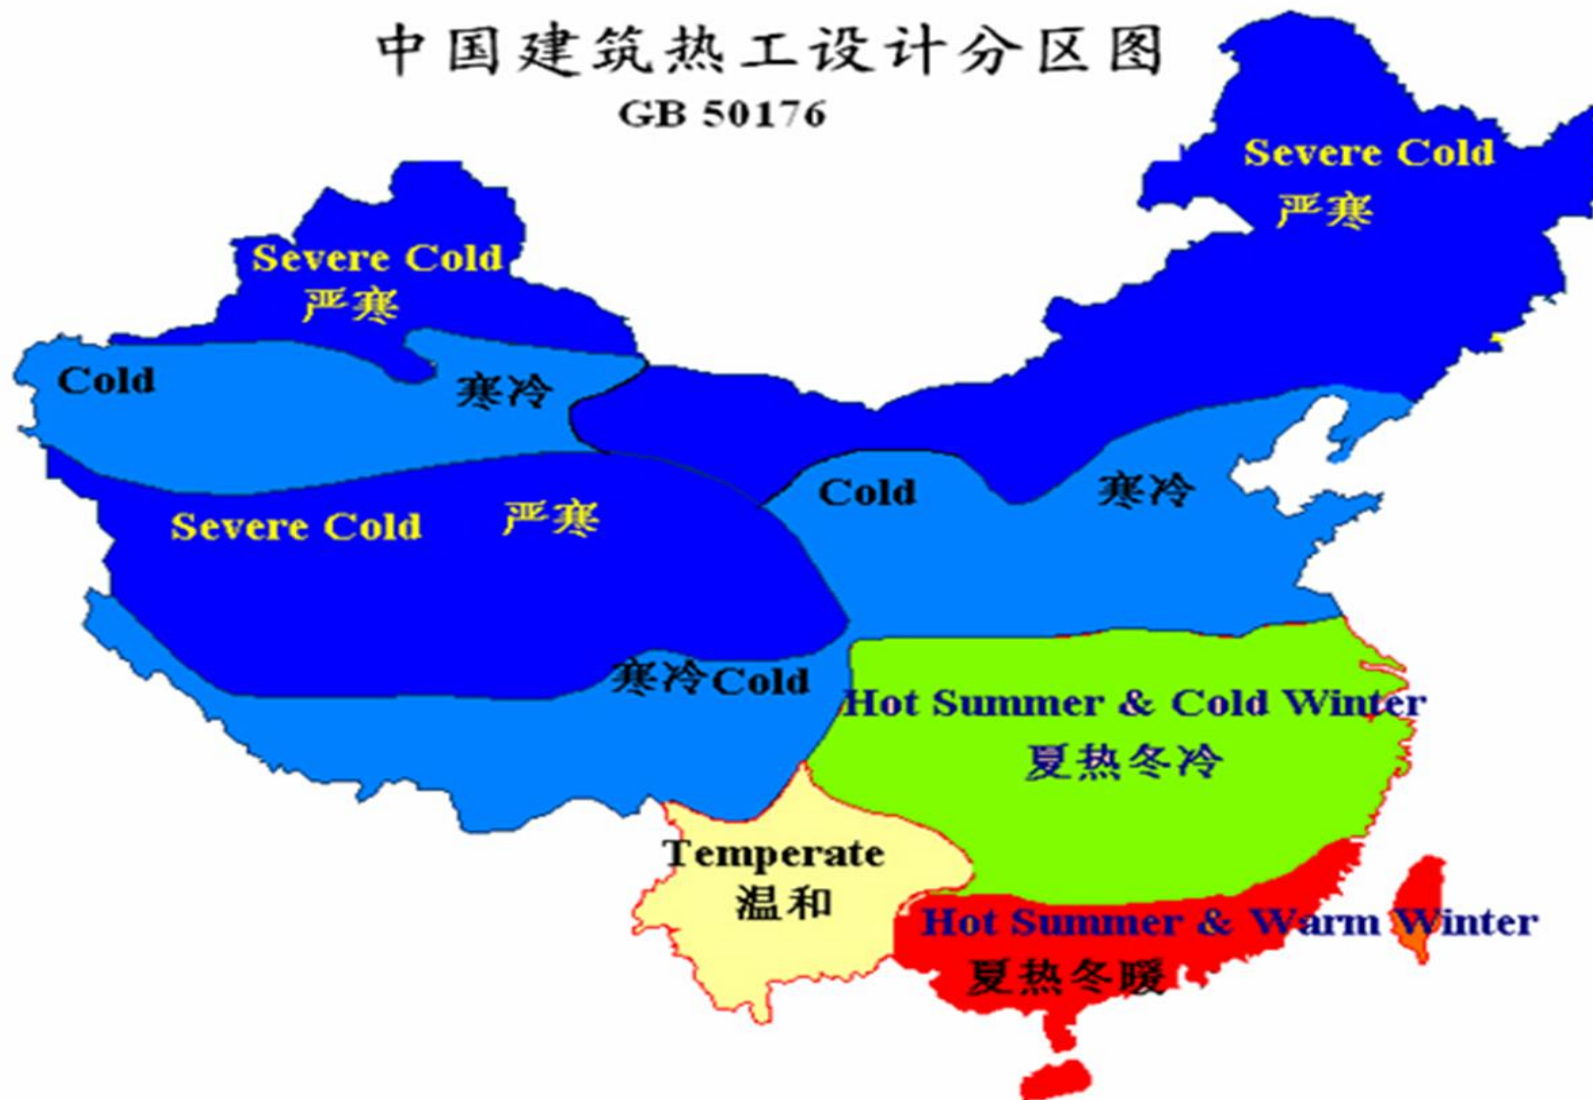 中国建筑热工设计分区图
GB 50176
Severe Cold
严寒
Severe Cold
严寒
Cold
寒冷
Cold
寒冷
Severe Cold 严寒
寒冷Cold
Hot Summer & Cold Winter
夏热冬冷
Temperate
温和
Hot Summer & Warm Winter
夏热冬暖